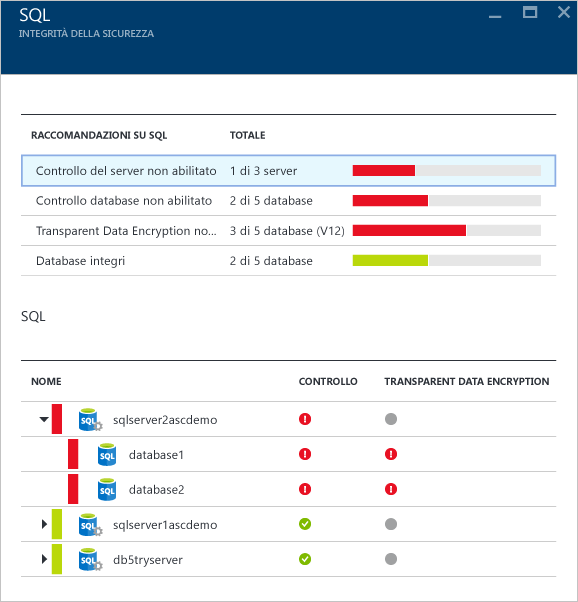 SQL
INTEGRITÀ DELLA SICUREZZA
RACCOMANDAZIONI SU SQL TOTALE
Controllo del server non abilitato 1 di 3 server
Controllo database non abilitato 2 di 5 database
Transparent Data Encryption no... 3 di 5 database (V12)
Database integri 2 di 5 database
SQL
NOME CONTROLLO TRANSPARENT DATA ENCRYPTION
SQL sqlserver2ascdemo
SQL database1
SQL database2
SQL sqlserver1ascdemo
SQL db5tryserver